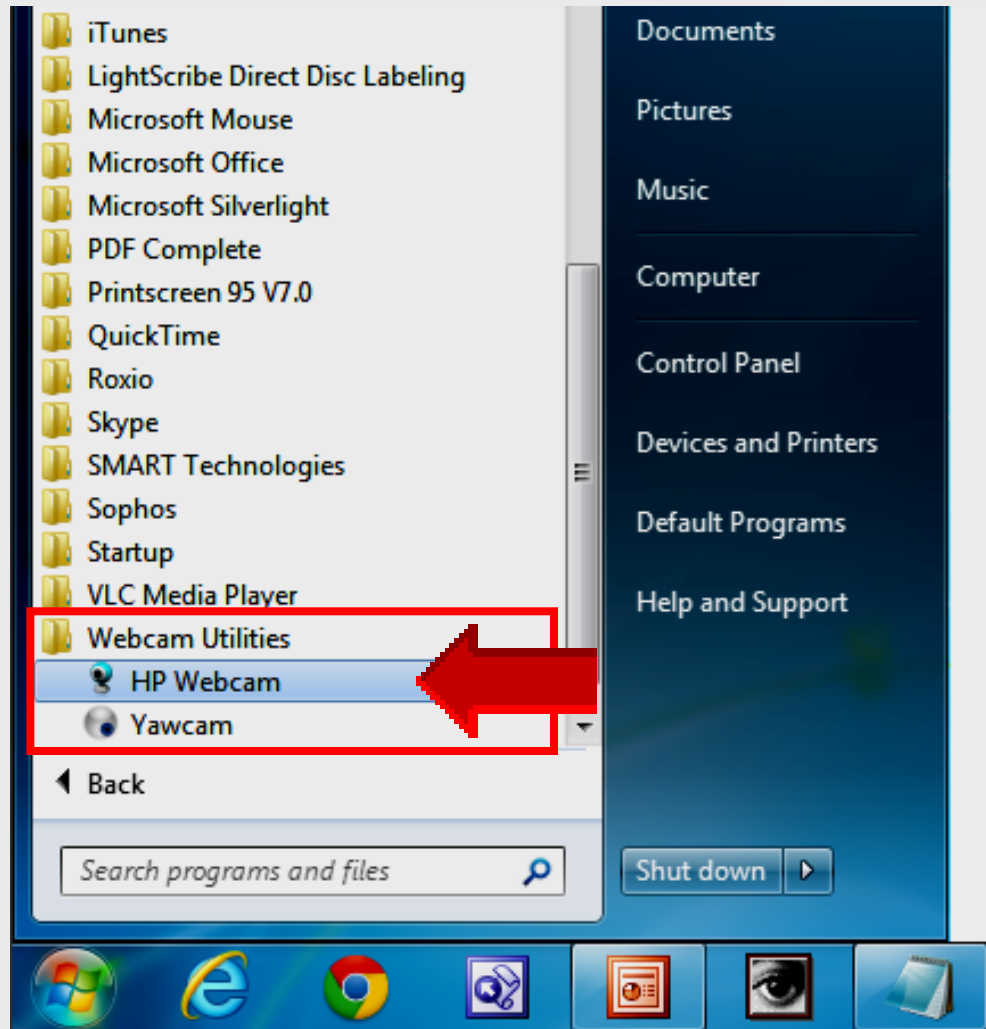 iTunes
LightScribe Direct Disc Labeling
Microsoft Mouse
Microsoft Office
Microsoft Silverlight
PDF Complete
Printscreen 95 V7.0
QuickTime
Roxio
Skype
SMART Technologies
Sophos
Startup
VLC Media Player
Webcam Utilities
HP Webcam
Yawcam
Back
Search programs and files
Documents
Pictures
Music
Computer
Control Panel
Devices and Printers
Default Programs
Help and Support
Shut down